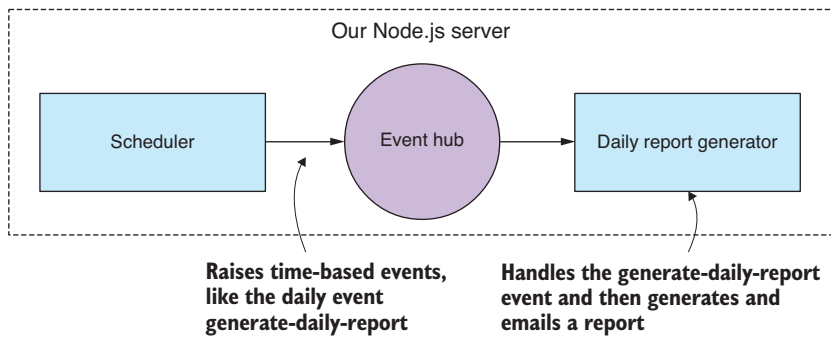 Our Node.js server
Scheduler
Event hub
Daily report generator
Raises time-based events,
like the daily event
generate-daily-report
Handles the generate-daily-report
event and then generates and
emails a report